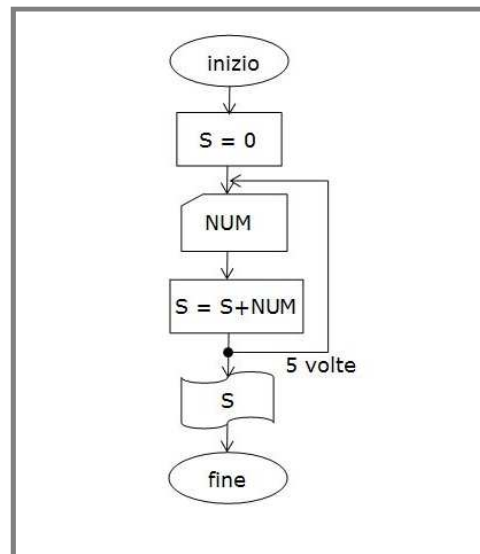 inizio
S = 0
NUM
S = S+NUM
5 volte
S
fine